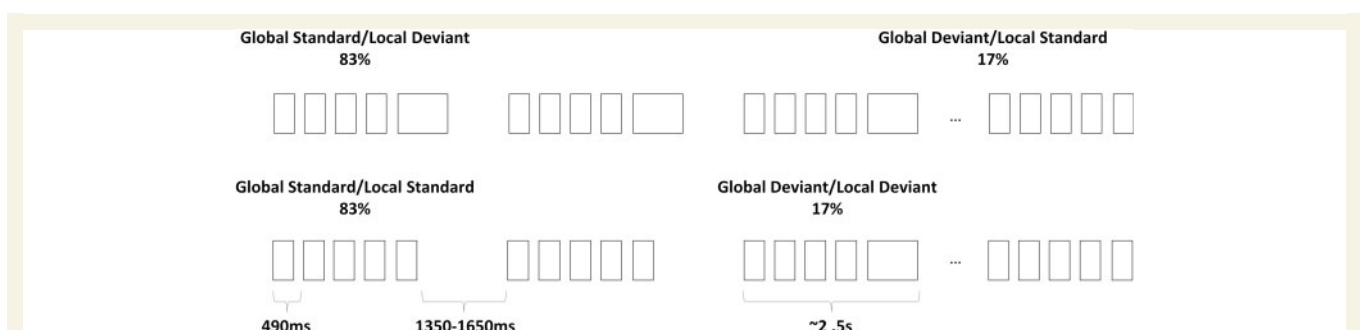 Global Standard/Local Deviant
83%
Global Deviant/Local Standard
17%
...
Global Standard/Local Standard
83%
Global Deviant/Local Deviant
17%
...
490ms
1350-1650ms
~2 .5s